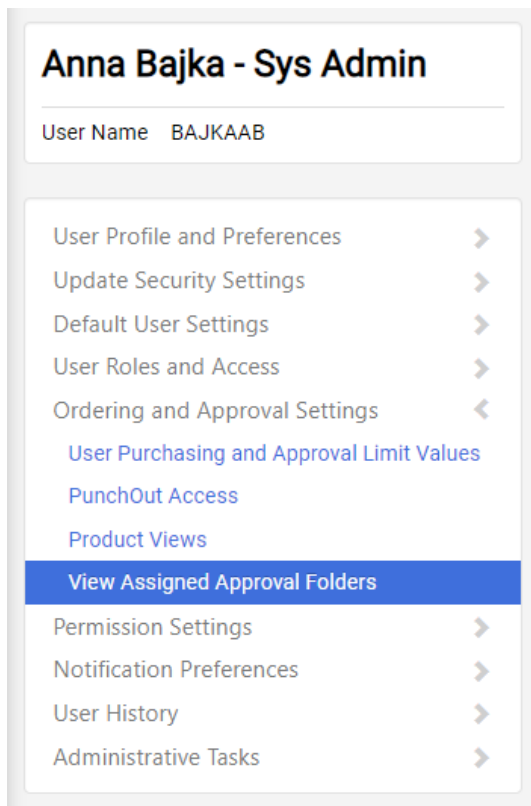 Anna Bajka - Sys Admin
User Name BAJKAAB
User Profile and Preferences
Update Security Settings
Default User Settings
User Roles and Access
Ordering and Approval Settings
User Purchasing and Approval Limit Values
PunchOut Access
Product Views
View Assigned Approval Folders
Permission Settings
Notification Preferences
User History
Administrative Tasks